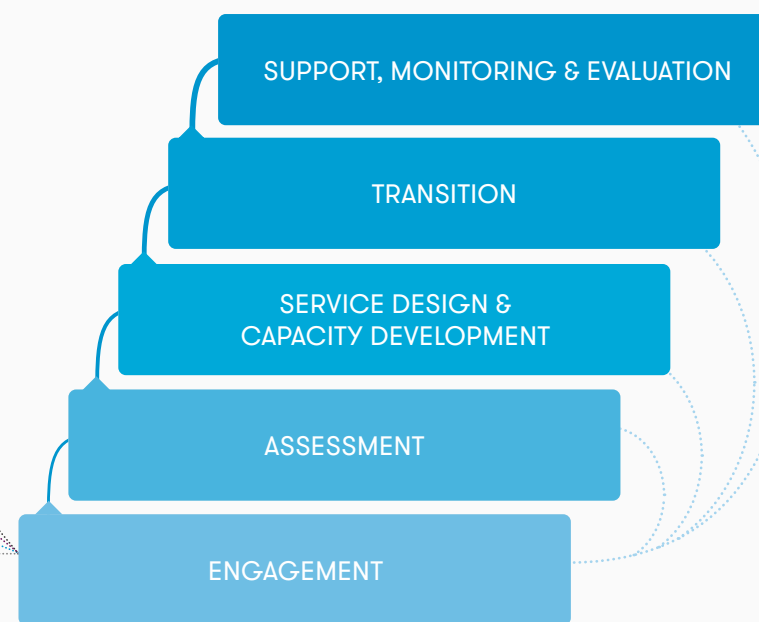 SUPPORT, MONITORING & EVALUATION
TRANSITION
SERVICE DESIGN &
CAPACITY DEVELOPMENT
ASSESSMENT
ENGAGEMENT